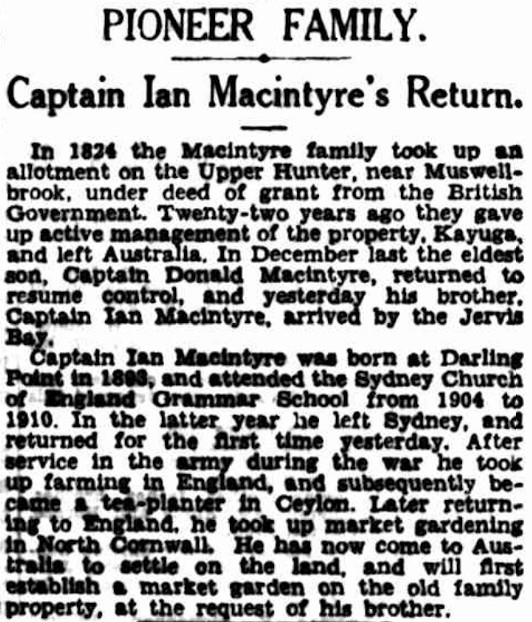 PIONEER FAMILY.
Captain Ian Macintyre's Return.
In 1824 the Macintyre family took up an
allotment on the Upper Hunter, near Muswell-
brook, under deed of grant from the British
Government. Twenty-two years ago they gave
up active management of the property, Kayuga,
and left Australia. In December last the eldest
son, Captain Donald Macintyre, returned to
resume control, and yesterday his brother,
Captain Ian Macintyre, arrived by the Jervis
Bay.
Captain Ian Macintyre was born at Darling
Point in and attended the Sydney Church
of England Grammar School from 1904 to
1910. In the latter year he left Sydney, and
returned for the first time yesterday. After
service in the army during the war he took
up farming in England, and subsequently be-
came a tea-planter in Ceylon. Later return-
ing to England, he took up market gardening
in North Cornwall. He has now come to Aus-
tralia to settle on the land, and will first
establish a market garden on the old family
property, at the request of his brother.